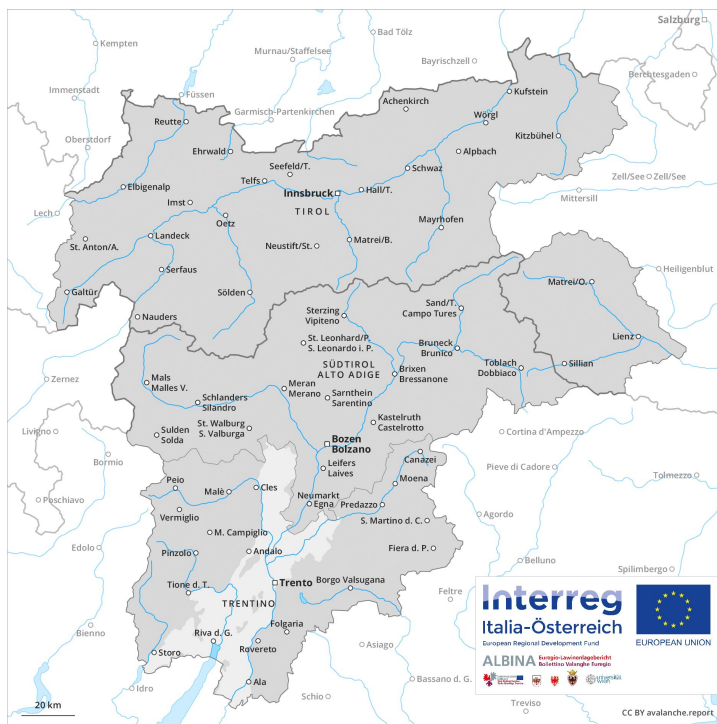 Salzburg
Kempten
Bad Tölz
Murnau/Staffelsee
Bayrischzell
Berchtesgaden
Immenstadt
Füssen
Garmisch-Partenkirchen
Achenkirch
Kufstein
Reutte
Wörgl
Oberstdorf
Ehrwald
Kitzbühel
Alpbach
Seefeld/T.
Schwaz
Telfs
Zell/See
Zell/See
Elbigenalp
Innsbruck
Hall/T.
Mittersill
Imst
TIROL
Lech
Oetz
Mayrhofen
Landeck
St. Anton/A.
Neustift/St.
Matrei/B.
Serfaus
Heiligenblut
Galtür
Sölden
Matrei/O.
Nauders
Sterzing
Vipiteno
Sand/T.
Campo Tures
Lienz
St. Leonhard/P.
S. Leonardo i. P.
Bruneck
Brunico
SÜDTIROL
ALTO ADIGE
Toblach
Dobbiaco
Sillian
Zernez
Mals
Malles V.
Meran
Merano
Brixen
Bressanone
Schlanders
Silandro
Sarnthein
Sarentino
Kastelruth
Castelrotto
St. Walburg
S. Valburga
Livigno
Sulden
Solda
Bozen
Bolzano
Cortina d'Ampezzo
Canazei
Bormio
Leifers
Laives
Pieve di Cadore
Peio
Malè
Cles
Moena
Tolmezzo
Poschiavo
Neumarkt
Egna
Predazzo
Vermiglio
S. Martino d. C.
Agordo
M. Campiglio
Edolo
Pinzolo
Andalo
Fiera d. P.
Belluno
Spilimbergo
Tione d. T.
Trento
Borgo Valsugana
Feltre
TRENTINO
Folgaria
Bienno
Riva d. G.
Rovereto
Storo
Asiago
Idro
Ala
Schio
Bassano d. G.
Treviso
20 km
Interreg
Italia-Österreich
European Regional Development Fund
EUROPEAN UNION
ALBINA Euregio-Lawinenlagebericht
Bollettino Valanghe Euregio
universität
wien
CC BY avalanche.report